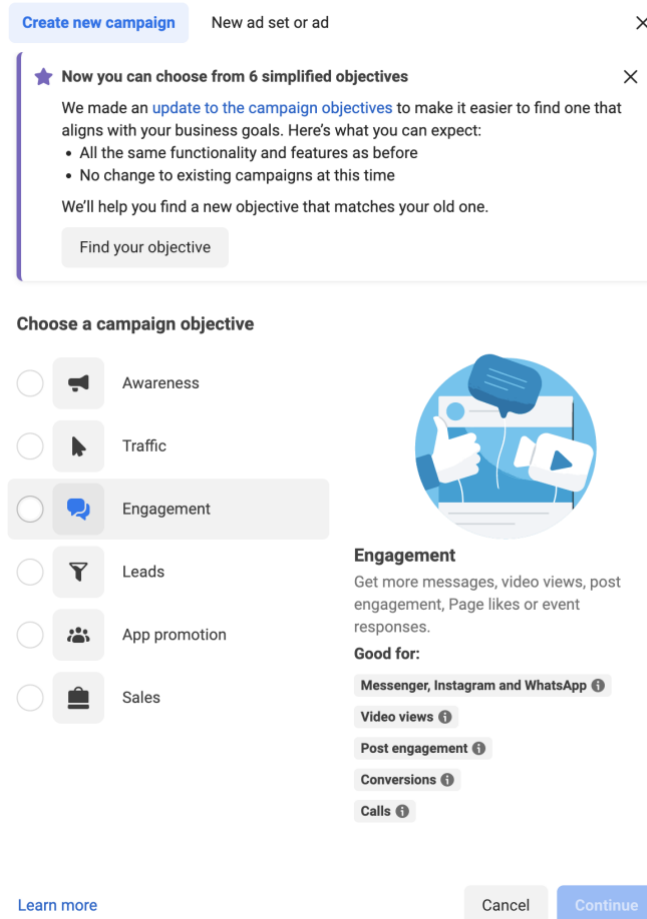 Create new campaign
New ad set or ad
Now you can choose from 6 simplified objectives
We made an update to the campaign objectives to make it easier to find one that
aligns with your business goals. Here's what you can expect:
• All the same functionality and features as before
• No change to existing campaigns at this time
We'll help you find a new objective that matches your old one.
Find your objective
Choose a campaign objective
Awareness
Traffic
Engagement
Leads
App promotion
Sales
Engagement
Get more messages, video views, post
engagement, Page likes or event
responses.
Good for:
Messenger, Instagram and WhatsApp
Video views
Post engagement
Conversions
Calls
Learn more
Cancel
Continue